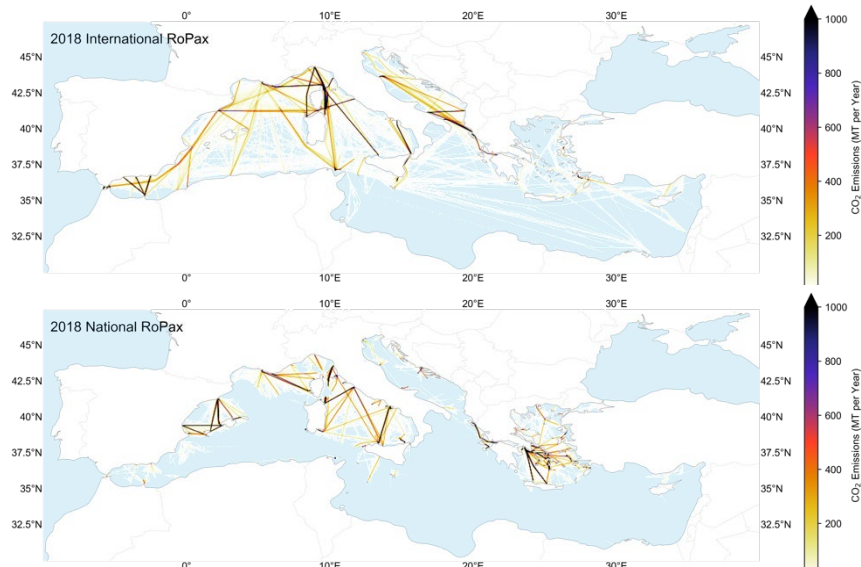 0° 10°E 20°E 30°E
1000
2018 International RoPax
45°N 45°N
42.5°N 42.5°N
800
40°N 40°N
600
37.5°N 37.5°N
400
35°N 35°N
200
32.5°N 32.5°N
CO₂ Emissions (MT per Year)
0° 10°E 20°E 30°E
0° 10°E 20°E 30°E
1000
2018 National RoPax
45°N 45°N
42.5°N 42.5°N
800
40°N 40°N
600
37.5°N 37.5°N
400
35°N 35°N
200
32.5°N 32.5°N
CO₂ Emissions (MT per Year)
0° 10°E 20°E 30°E